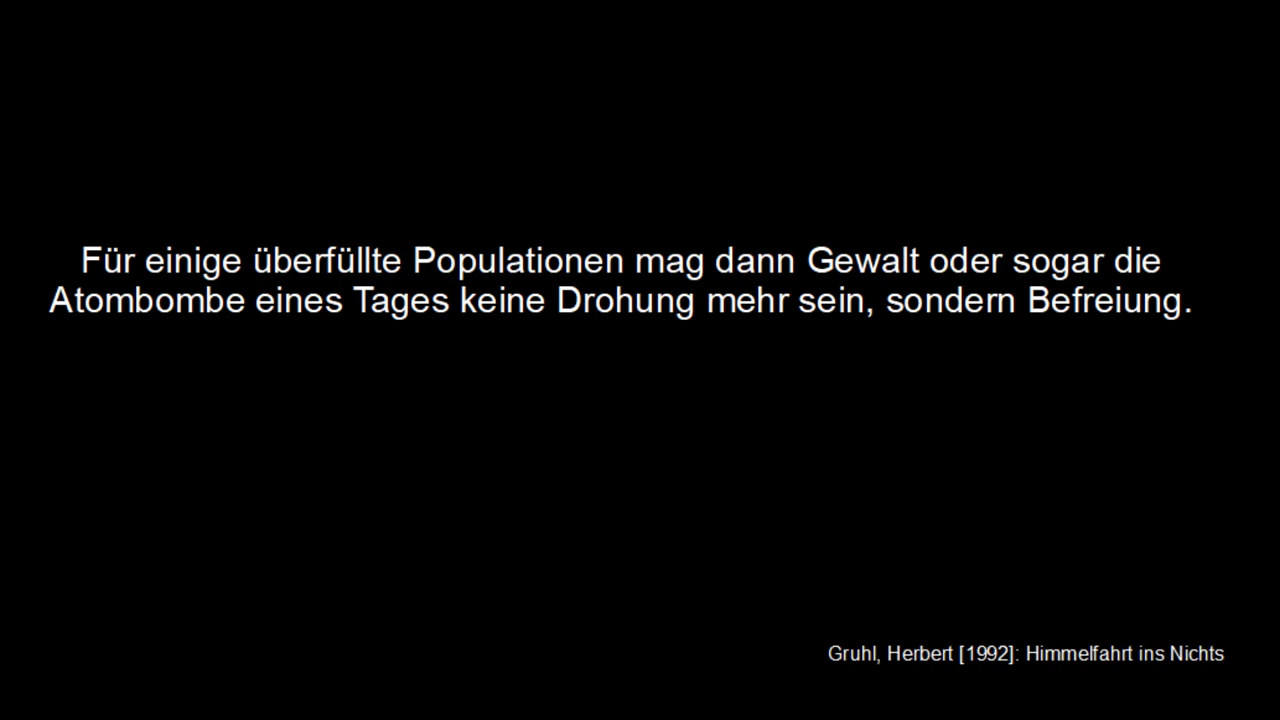 Für einige überfüllte Populationen mag dann Gewalt oder sogar die
Atombombe eines Tages keine Drohung mehr sein, sondern Befreiung.
Gruhl, Herbert [1992]: Himmelfahrt ins Nichts